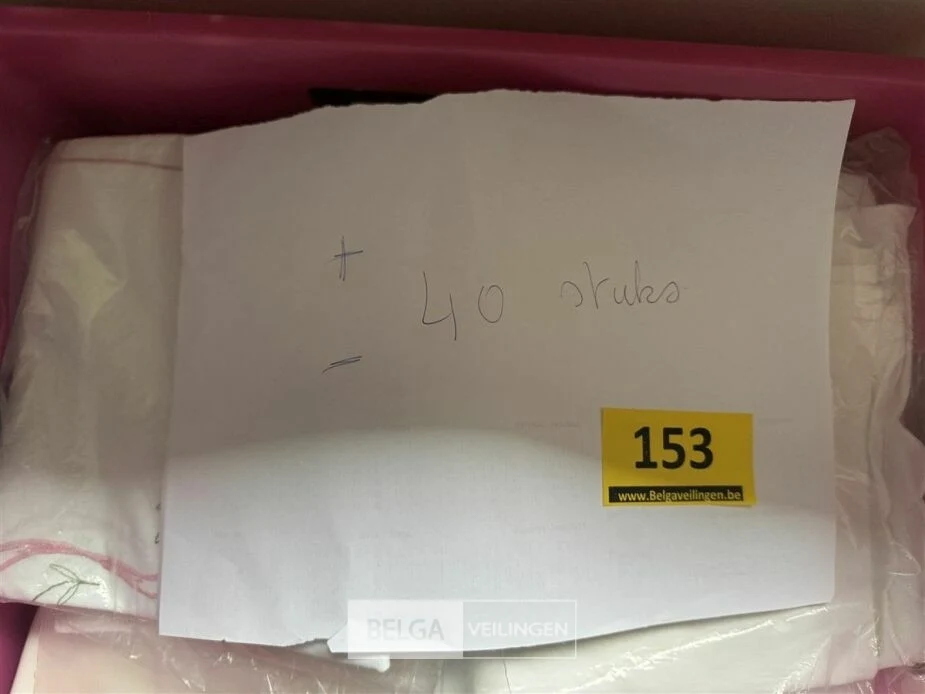 +
- 40 stuks
153
www.Belgaveilingen.be
BELGA VEILINGEN